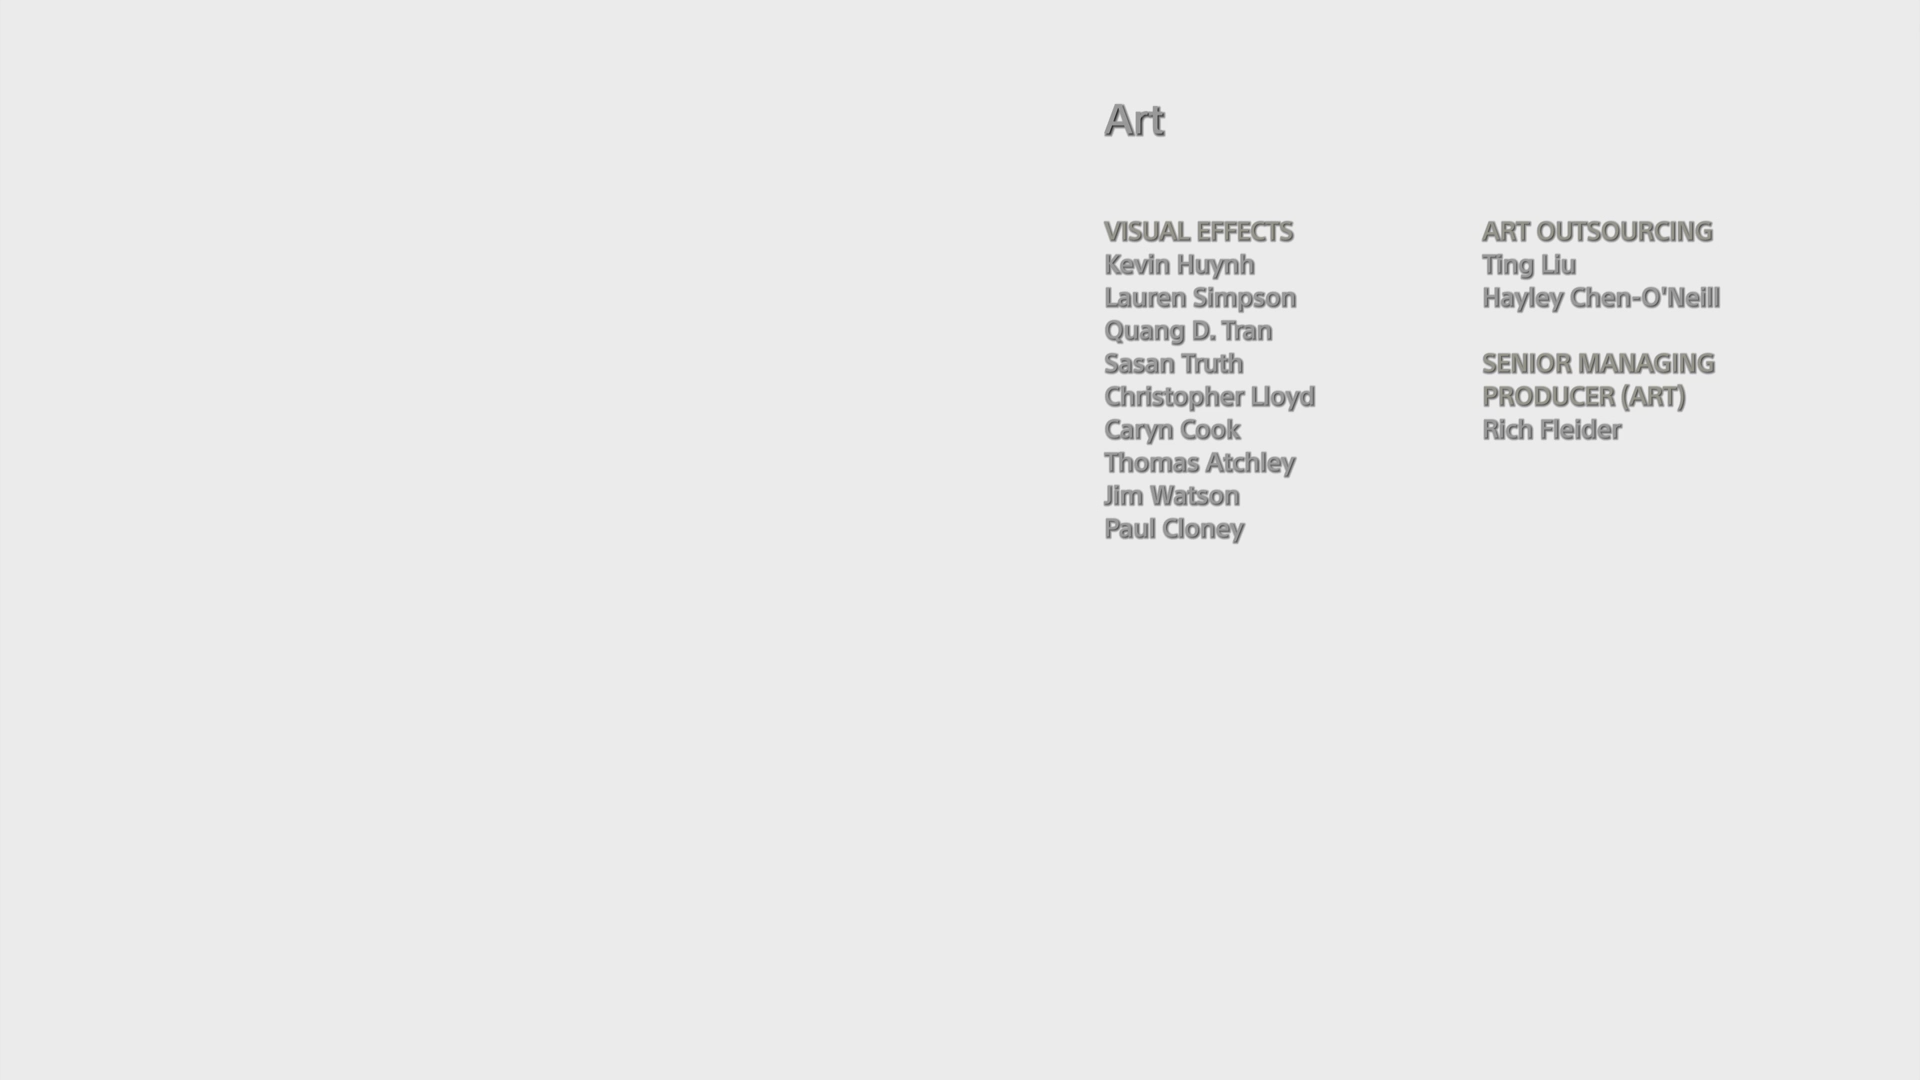 Art
VISUAL EFFECTS
Kevin Huynh
Lauren Simpson
Quang D. Tran
Sasan Truth
Christopher Lloyd
Caryn Cook
Thomas Atchley
Jim Watson
Paul Cloney
ART OUTSOURCING
Ting Liu
Hayley Chen-O'Neill
SENIOR MANAGING
PRODUCER (ART)
Rich Fleider